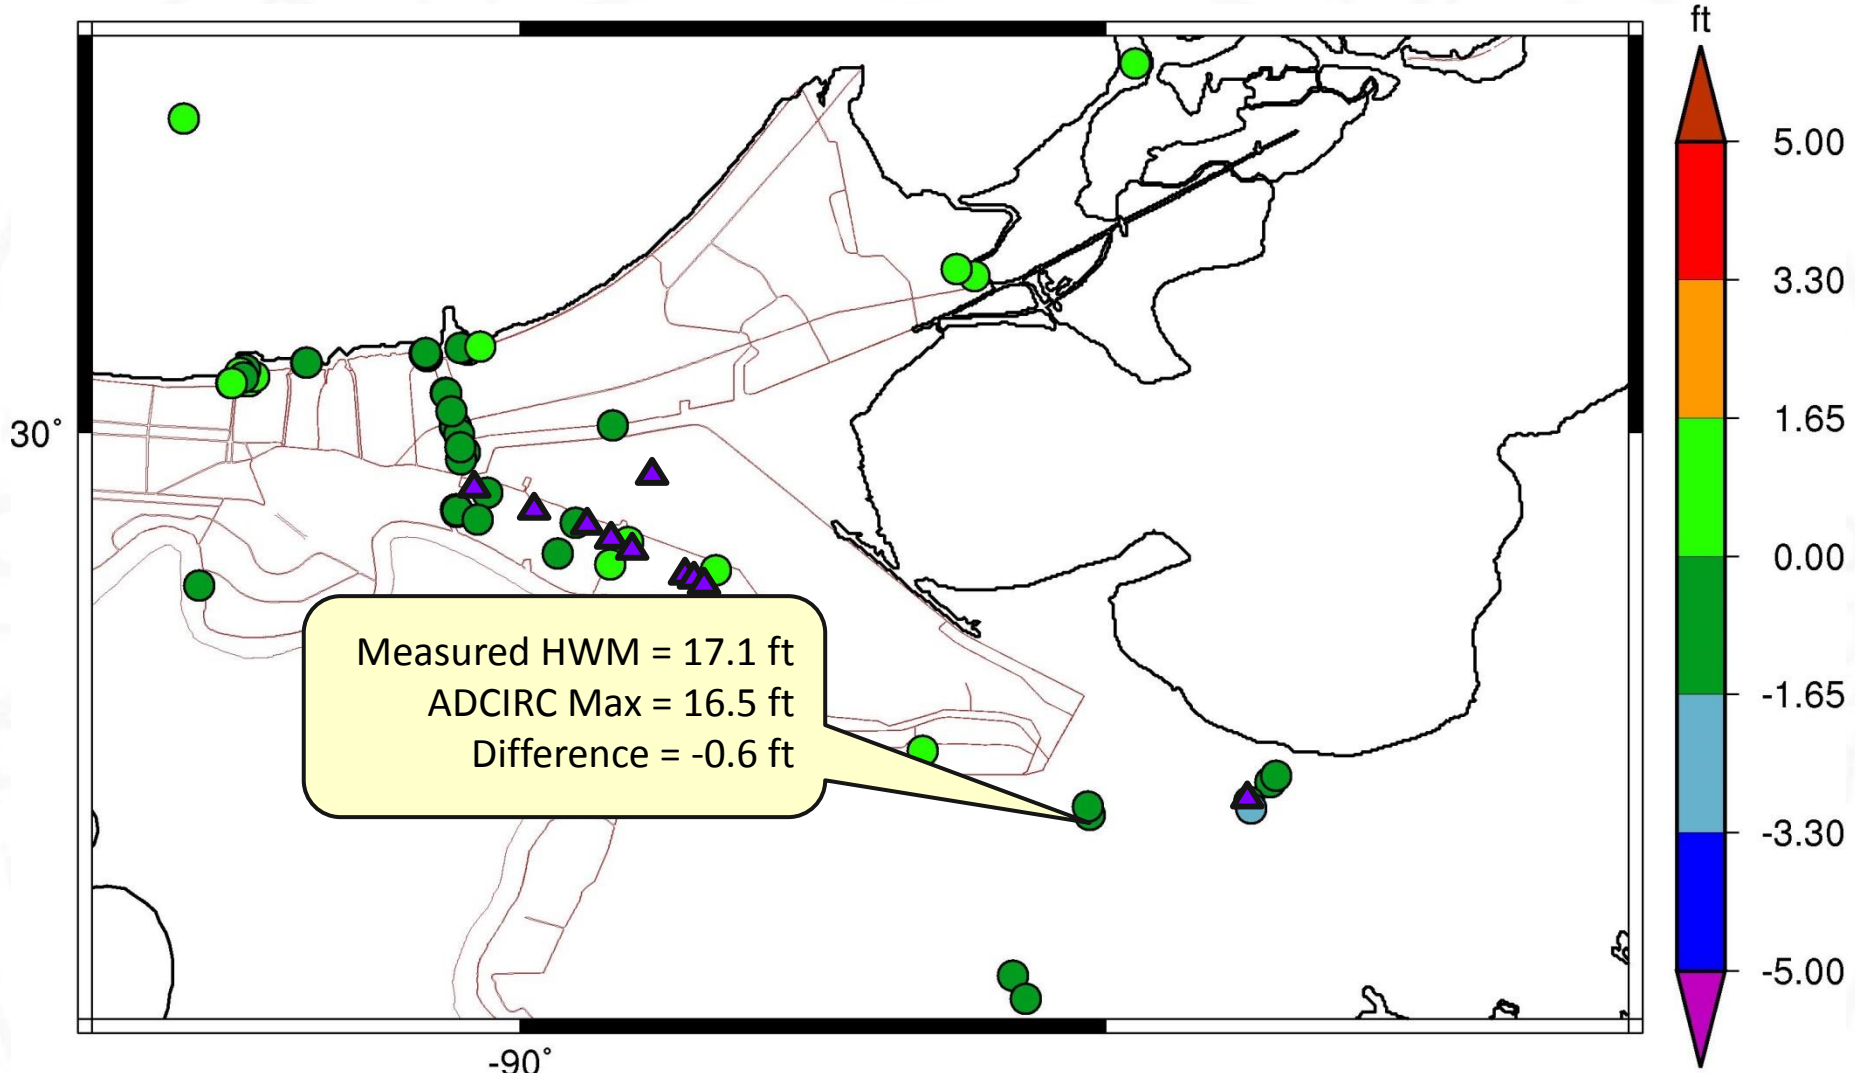 ft
5.00
3.30
1.65
0.00
-1.65
-3.30
-5.00
30°
-90°
Measured HWM = 17.1 ft
ADCIRC Max = 16.5 ft
Difference = -0.6 ft